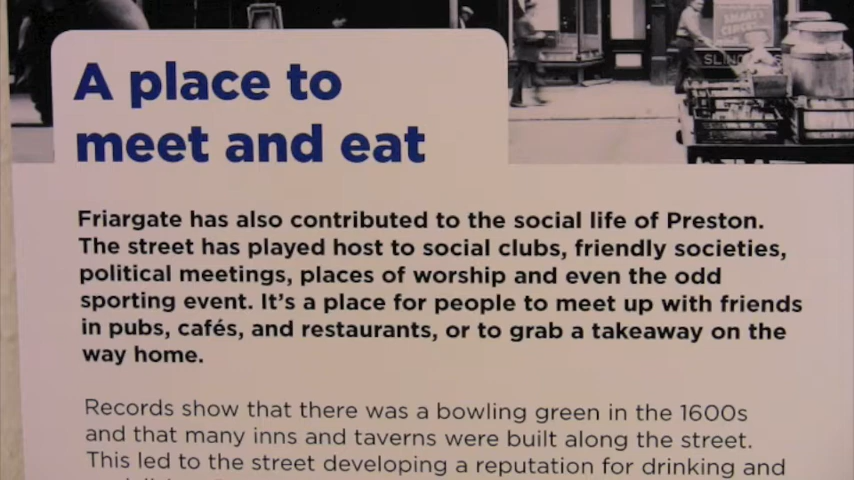 SLING
A place to
meet and eat
Friargate has also contributed to the social life of Preston.
The street has played host to social clubs, friendly societies,
political meetings, places of worship and even the odd
sporting event. It's a place for people to meet up with friends
in pubs, cafés, and restaurants, or to grab a takeaway on the
way home.
Records show that there was a bowling green in the 1600s
and that many inns and taverns were built along the street.
This led to the street developing a reputation for drinking and